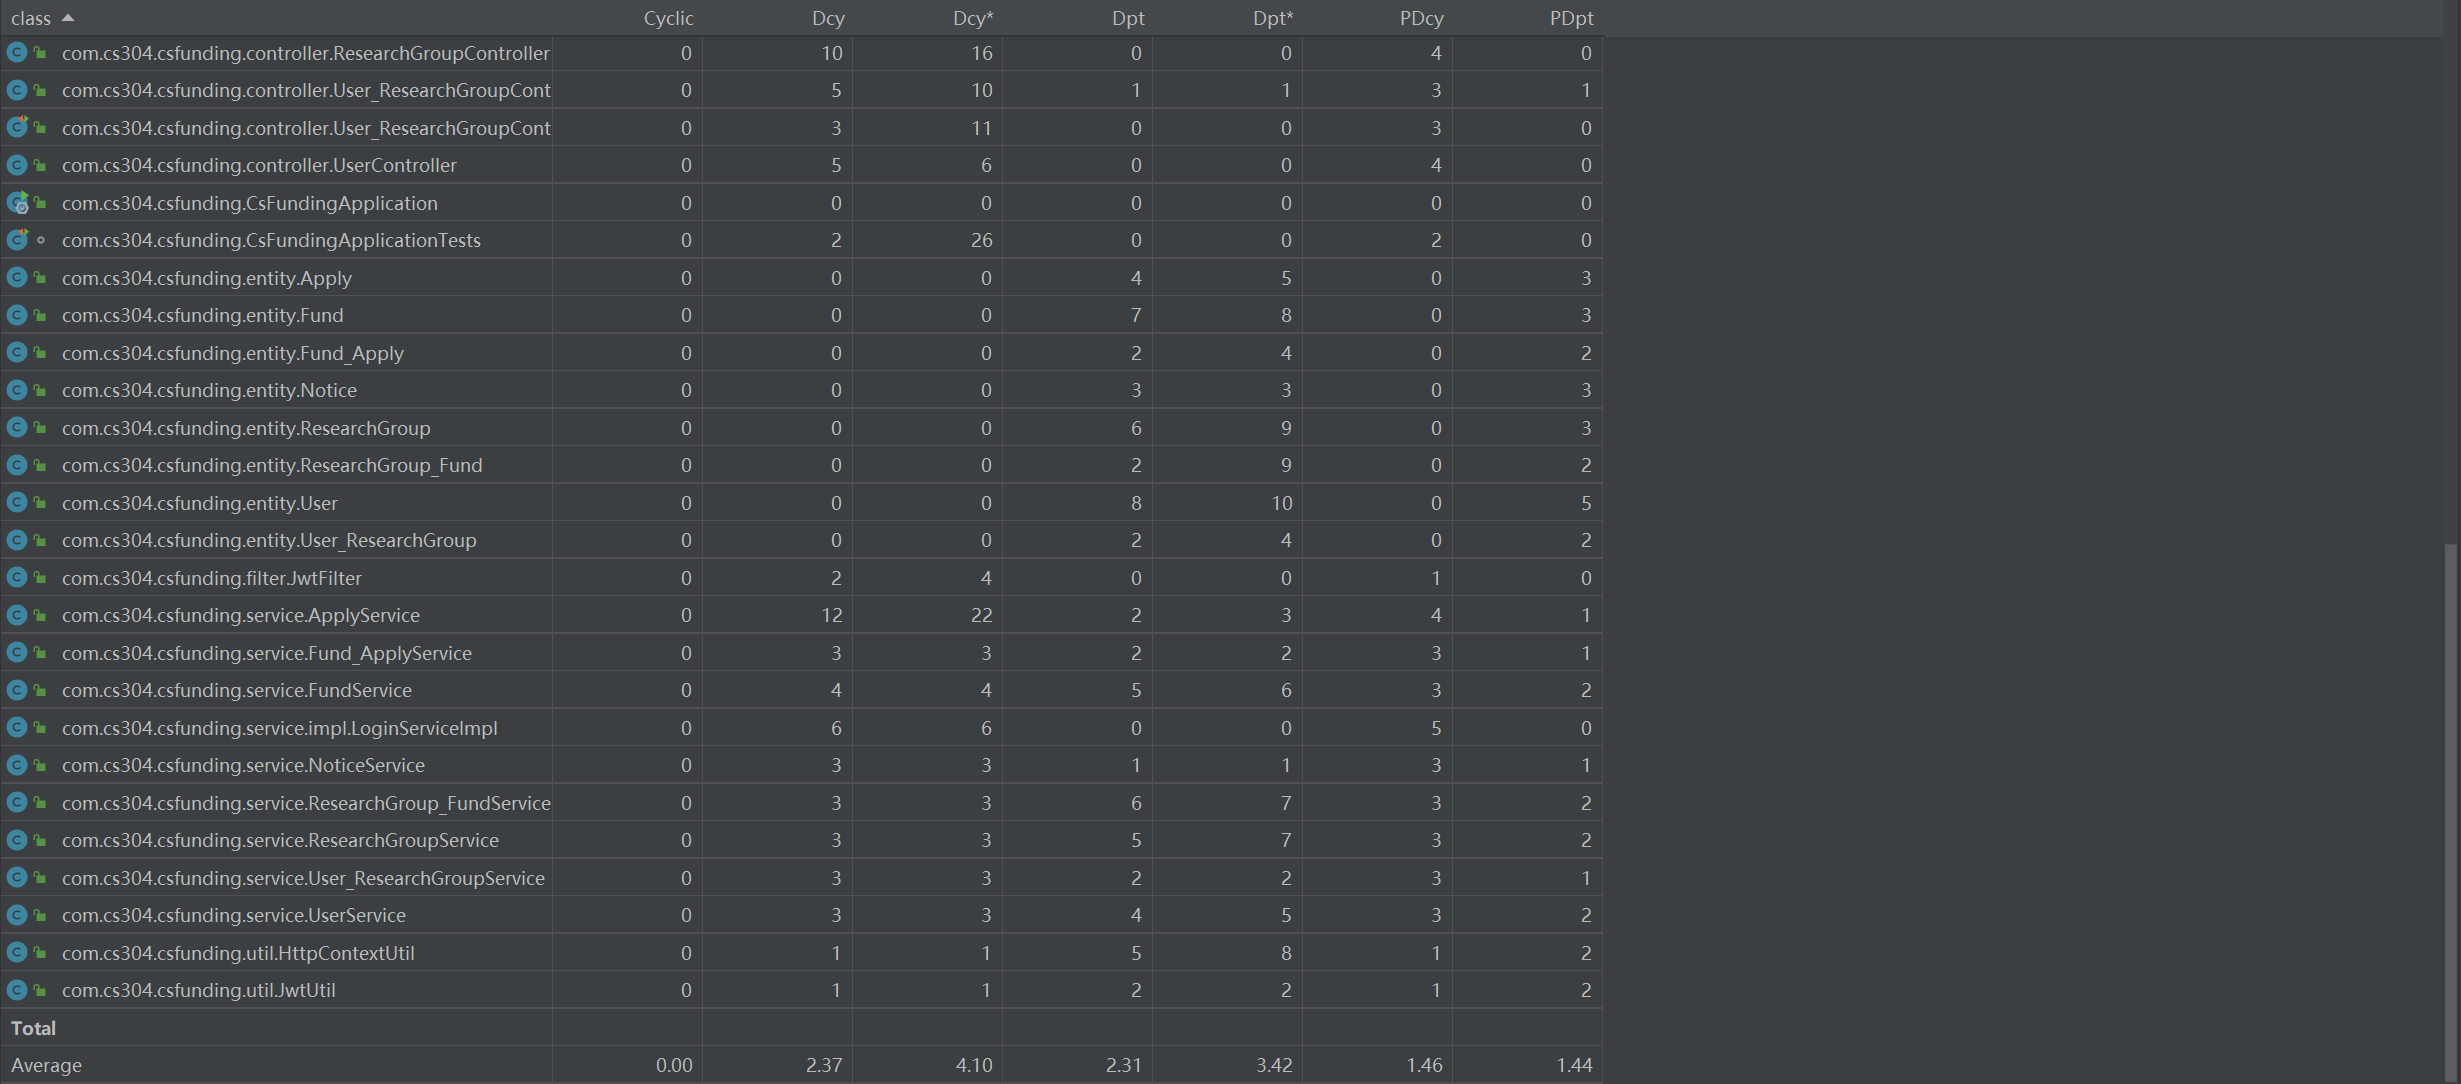 class Cyclic Dcy Dcy* Dpt Dpt* PDcy PDpt
com.cs304.csfunding.controller.ResearchGroupController 0 10 16 0 0 4 0
com.cs304.csfunding.controller.User_ResearchGroupCont 0 5 10 1 1 3 1
com.cs304.csfunding.controller.User_ResearchGroupCont 0 3 11 0 0 3 0
com.cs304.csfunding.controller.UserController 0 5 6 0 0 4 0
com.cs304.csfunding.CsFundingApplication 0 0 0 0 0 0 0
com.cs304.csfunding.CsFundingApplicationTests 0 2 26 0 0 2 0
com.cs304.csfunding.entity.Apply 0 0 0 4 5 0 3
com.cs304.csfunding.entity.Fund 0 0 0 7 8 0 3
com.cs304.csfunding.entity.Fund_Apply 0 0 0 2 4 0 2
com.cs304.csfunding.entity.Notice 0 0 0 3 3 0 3
com.cs304.csfunding.entity.ResearchGroup 0 0 0 6 9 0 3
com.cs304.csfunding.entity.ResearchGroup_Fund 0 0 0 2 9 0 2
com.cs304.csfunding.entity.User 0 0 0 8 10 0 5
com.cs304.csfunding.entity.User_ResearchGroup 0 0 0 2 4 0 2
com.cs304.csfunding.filter.JwtFilter 0 2 4 0 0 1 0
com.cs304.csfunding.service.ApplyService 0 12 22 2 3 4 1
com.cs304.csfunding.service.Fund_ApplyService 0 3 3 2 2 3 1
com.cs304.csfunding.service.FundService 0 4 4 5 6 3 2
com.cs304.csfunding.service.impl.LoginServiceImpl 0 6 6 0 0 5 0
com.cs304.csfunding.service.NoticeService 0 3 3 1 1 3 1
com.cs304.csfunding.service.ResearchGroup_FundService 0 3 3 6 7 3 2
com.cs304.csfunding.service.ResearchGroupService 0 3 3 5 7 3 2
com.cs304.csfunding.service.User_ResearchGroupService 0 3 3 2 2 3 1
com.cs304.csfunding.service.UserService 0 3 3 4 5 3 2
com.cs304.csfunding.util.HttpContextUtil 0 1 1 5 8 1 2
com.cs304.csfunding.util.JwtUtil 0 1 1 2 2 1 2
Total
Average 0.00 2.37 4.10 2.31 3.42 1.46 1.44